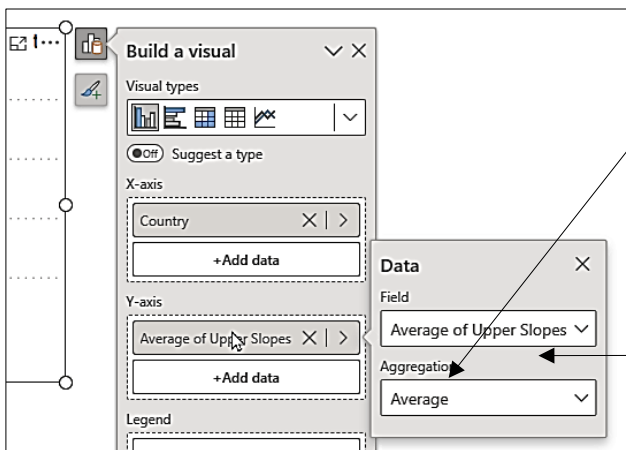 Build a visual
Visual types
Off Suggest a type
X-axis
Country
+Add data
Y-axis
Average of Upper Slopes
+Add data
Legend
Data
Field
Average of Upper Slopes
Aggregation
Average